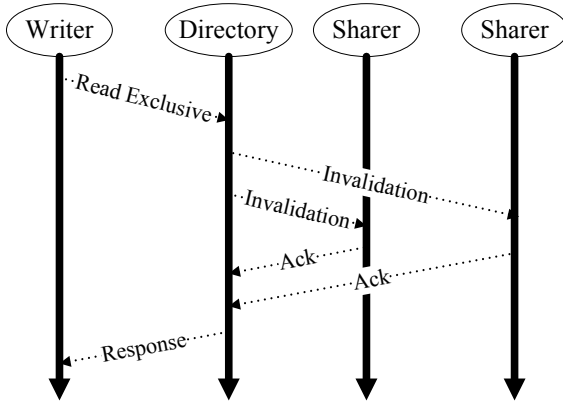 Writer
Directory
Sharer
Sharer
Read Exclusive
Invalidation
Invalidation
Ack
Ack
Response